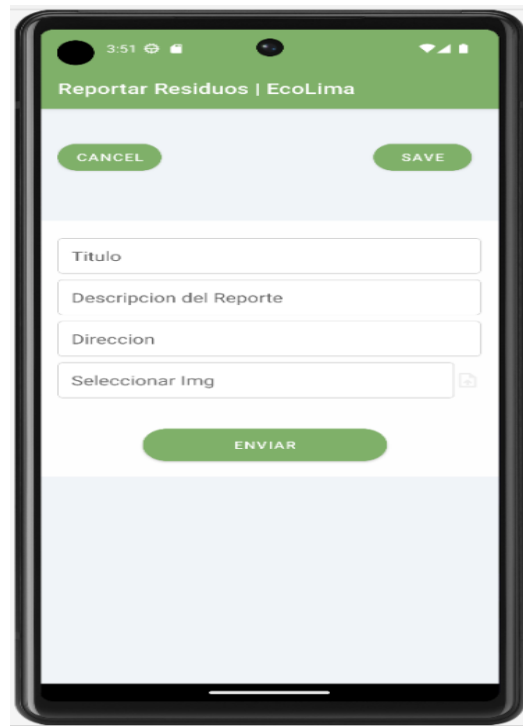 3:51
Reportar Residuos | EcoLima
CANCEL SAVE
Titulo
Descripcion del Reporte
Direccion
Seleccionar Img
ENVIAR